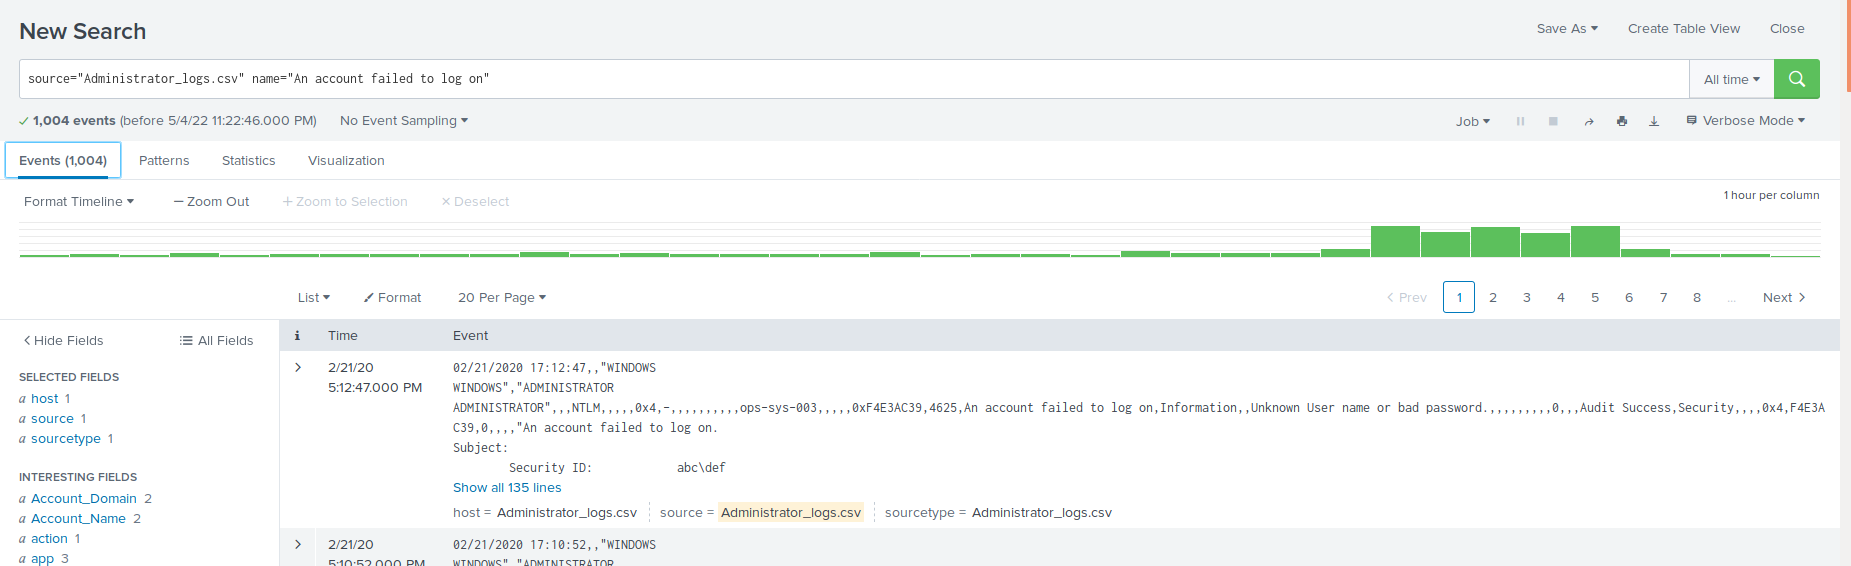 New Search
Save As
Create Table View
Close
source="Administrator_logs.csv" name="An account failed to log on"
All time
1,004 events (before 5/4/22 11:22:46.000 PM)
No Event Sampling
Job
Verbose Mode
Events (1,004)
Patterns
Statistics
Visualization
Format Timeline
Zoom Out
Zoom to Selection
Deselect
1 hour per column
List
Format
20 Per Page
Prev
1
2
3
4
5
6
7
8
...
Next
Hide Fields
All Fields
SELECTED FIELDS
a host 1
a source 1
a sourcetype 1
INTERESTING FIELDS
a Account_Domain 2
a Account_Name 2
a action 1
a app 3
i
Time
Event
2/21/20
5:12:47.000 PM
02/21/2020 17:12:47,,"WINDOWS
WINDOWS","ADMINISTRATOR
ADMINISTRATOR",,,NTLM,,,,,0x4,-,,,,,,,,,,ops-sys-003,,,,,0xF4E3AC39,4625,An account failed to log on,Information,,Unknown User name or bad password.,,,,,,,,,0,,,Audit Success,Security,,,,0x4,F4E3A
C39,0,,,,"An account failed to log on.
Subject:
Security ID: abc\def
Show all 135 lines
host = Administrator_logs.csv
source = Administrator_logs.csv
sourcetype = Administrator_logs.csv
2/21/20
5:10:52.000 PM
02/21/2020 17:10:52,,"WINDOWS
WINDOWS","ADMINISTRATOR